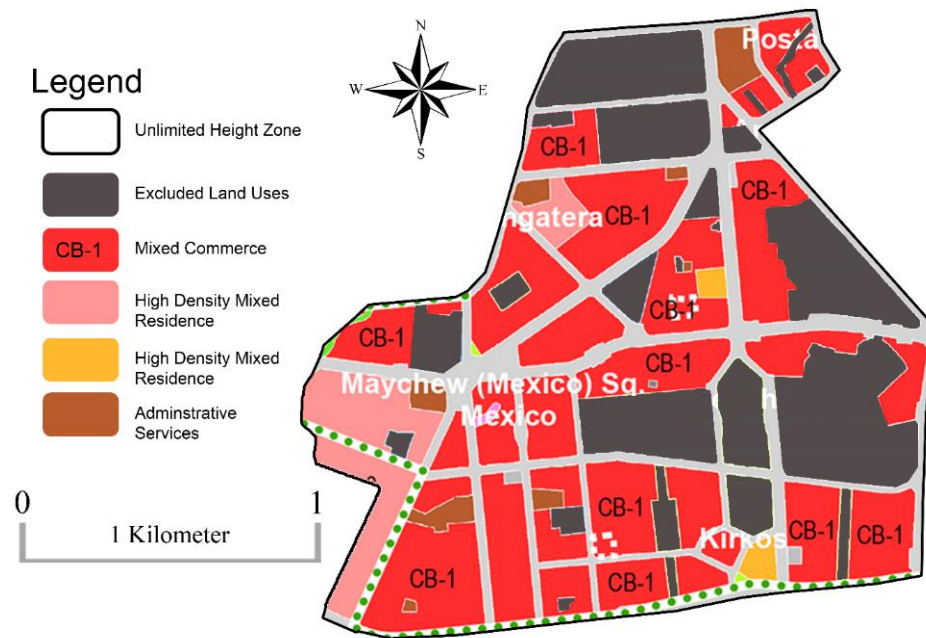 Legend
Unlimited Height Zone
Excluded Land Uses
CB-1
Mixed Commerce
High Density Mixed
Residence
High Density Mixed
Residence
Adminstrative
Services
0
1
1 Kilometer
N
W
E
S
Posta
CB-1
CB-1
ngatera
CB-1
CB-1
CB-1
CB-1
Maychew (Mexico) Sq.
Mexico
h
CB-1
Kirkos
CB-1
CB-1
CB-1
CB-1